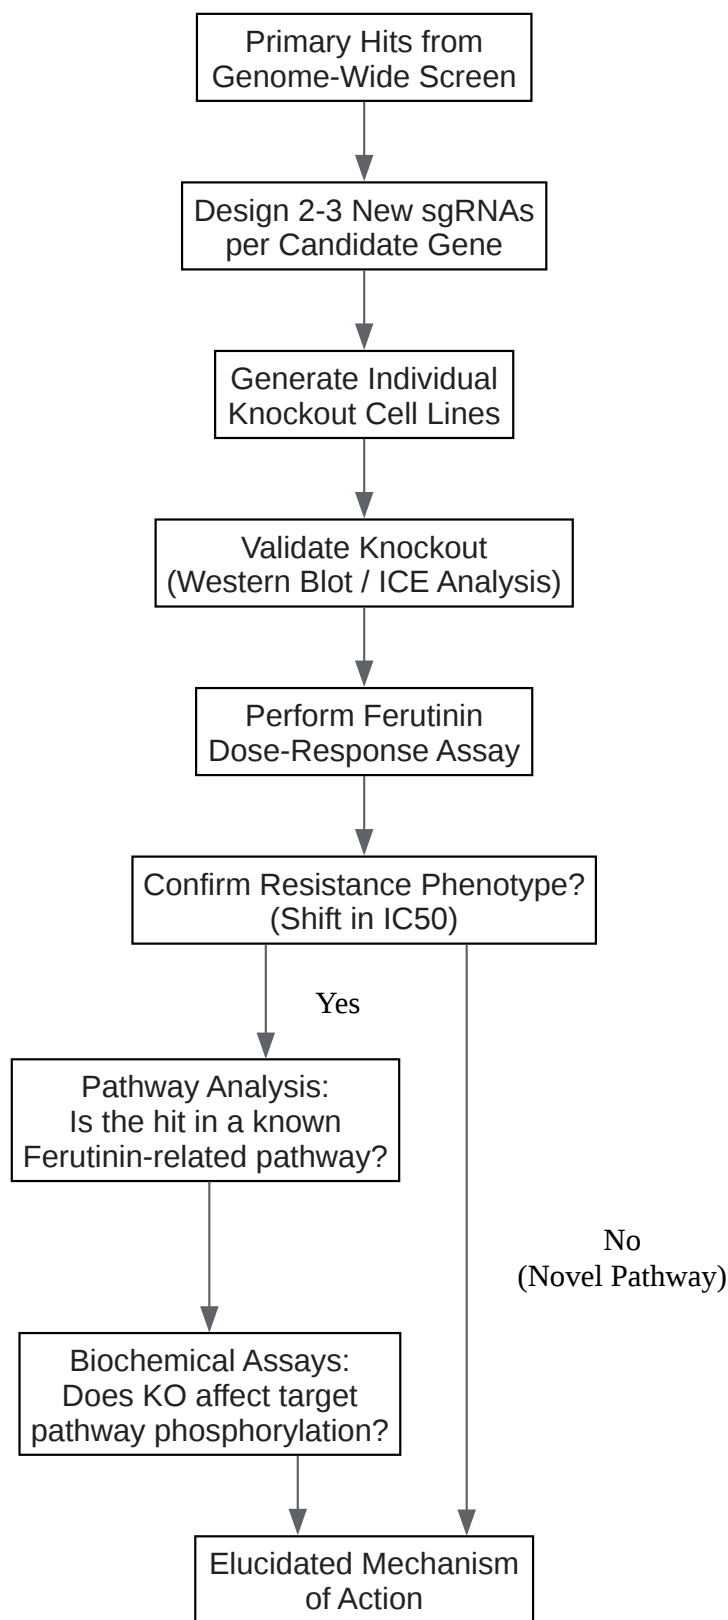 Primary Hits from
Genome-Wide Screen
Design 2-3 New sgRNAs
per Candidate Gene
Generate Individual
Knockout Cell Lines
Validate Knockout
(Western Blot / ICE Analysis)
Perform Ferutinin
Dose-Response Assay
Confirm Resistance Phenotype?
(Shift in IC50)
Yes
Pathway Analysis:
Is the hit in a known
Ferutinin-related pathway?
No
(Novel Pathway)
Biochemical Assays:
Does KO affect target
pathway phosphorylation?
Elucidated Mechanism
of Action